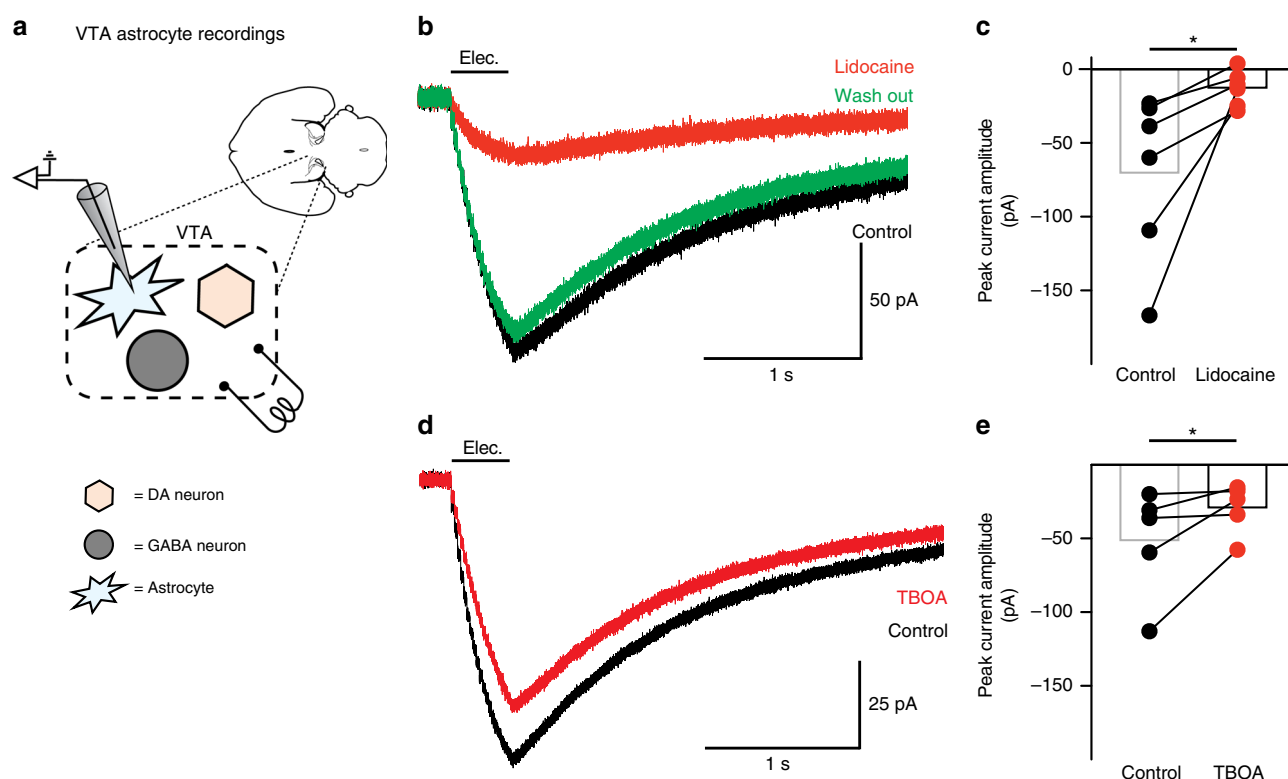 a
VTA astrocyte recordings
VTA
= DA neuron
= GABA neuron
= Astrocyte
b
Elec.
Lidocaine
Wash out
Control
50 pA
1 s
c
*
0
−50
−100
−150
Peak current amplitude
(pA)
Control Lidocaine
d
Elec.
TBOA
Control
25 pA
1 s
e
*
−50
−100
−150
Peak current amplitude
(pA)
Control TBOA